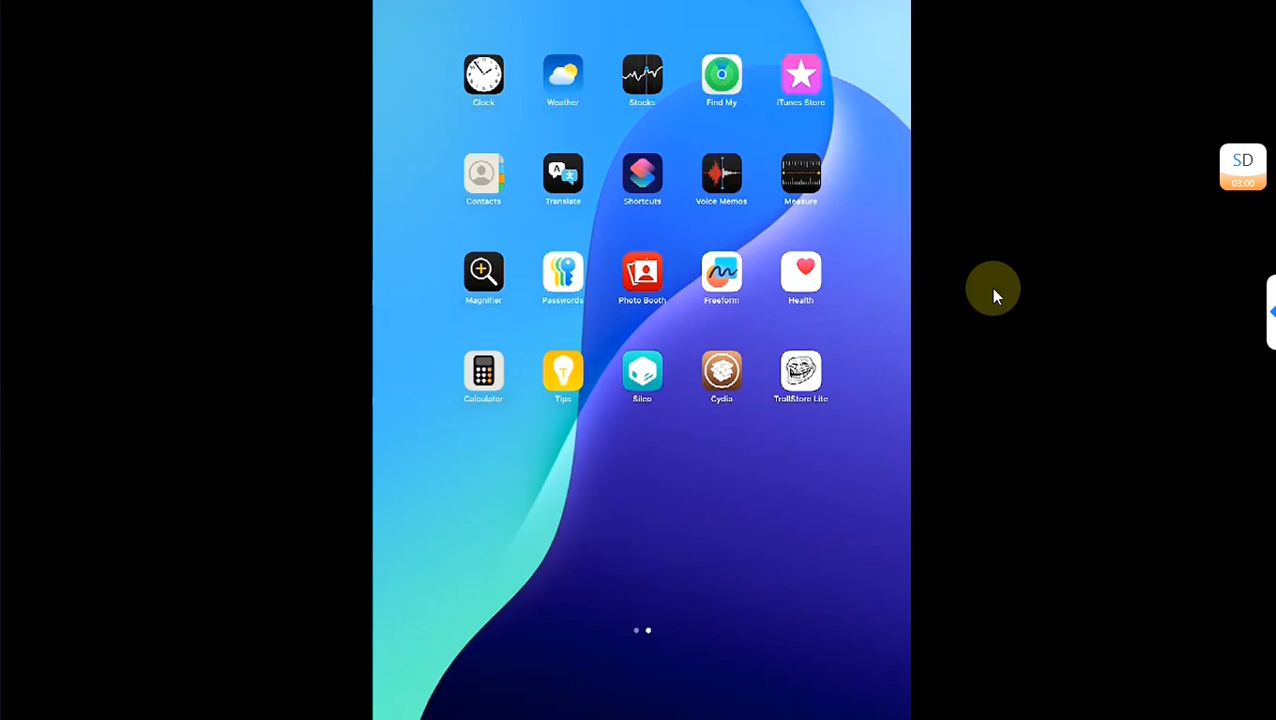 Clock Weather Stocks Find My iTunes Store
Contacts Translate Shortcuts Voice Memos Measure
Magnifier Passwords Photo Booth Freeform Health
Calculator Tips Sileo Cydia TrollStore Lite
SD
03:00